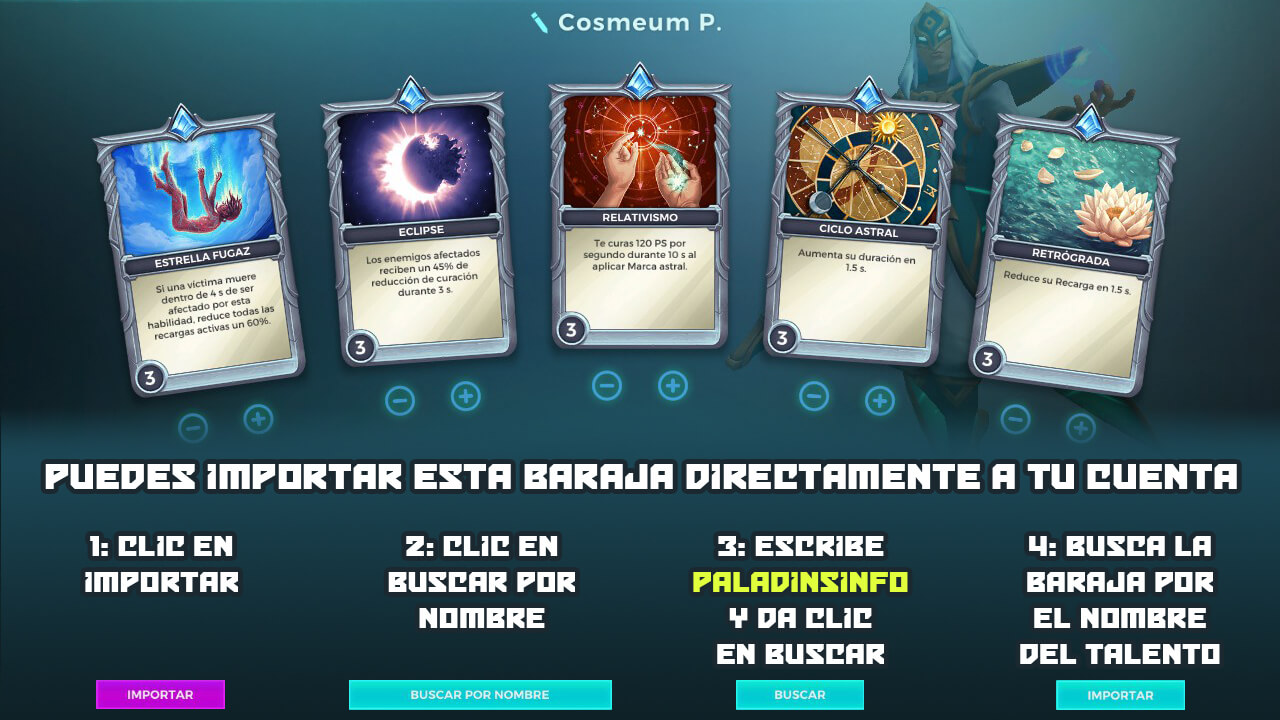 Cosmeum P.
ESTRELLA FUGAZ
Si una víctima muere
dentro de 4 s de ser
afectado por esta
habilidad, reduce todas las
recargas activas un 60%.
3
ECLIPSE
Los enemigos afectados
reciben un 45% de
reducción de curación
durante 3 s.
3
RELATIVISMO
Te curas 120 PS por
segundo durante 10 s al
aplicar Marca astral.
3
CICLO ASTRAL
Aumenta su duración en
1.5 s.
3
RETRÓGRADA
Reduce su Recarga en 1.5 s.
3
PUEDES IMPORTAR ESTA BARAJA DIRECTAMENTE A TU CUENTA
1: CLIC EN
IMPORTAR
IMPORTAR
2: CLIC EN
BUSCAR POR
NOMBRE
BUSCAR POR NOMBRE
3: ESCRIBE
PALADINSINFO
Y DA CLIC
EN BUSCAR
BUSCAR
4: BUSCA LA
BARAJA POR
EL NOMBRE
DEL TALENTO
IMPORTAR